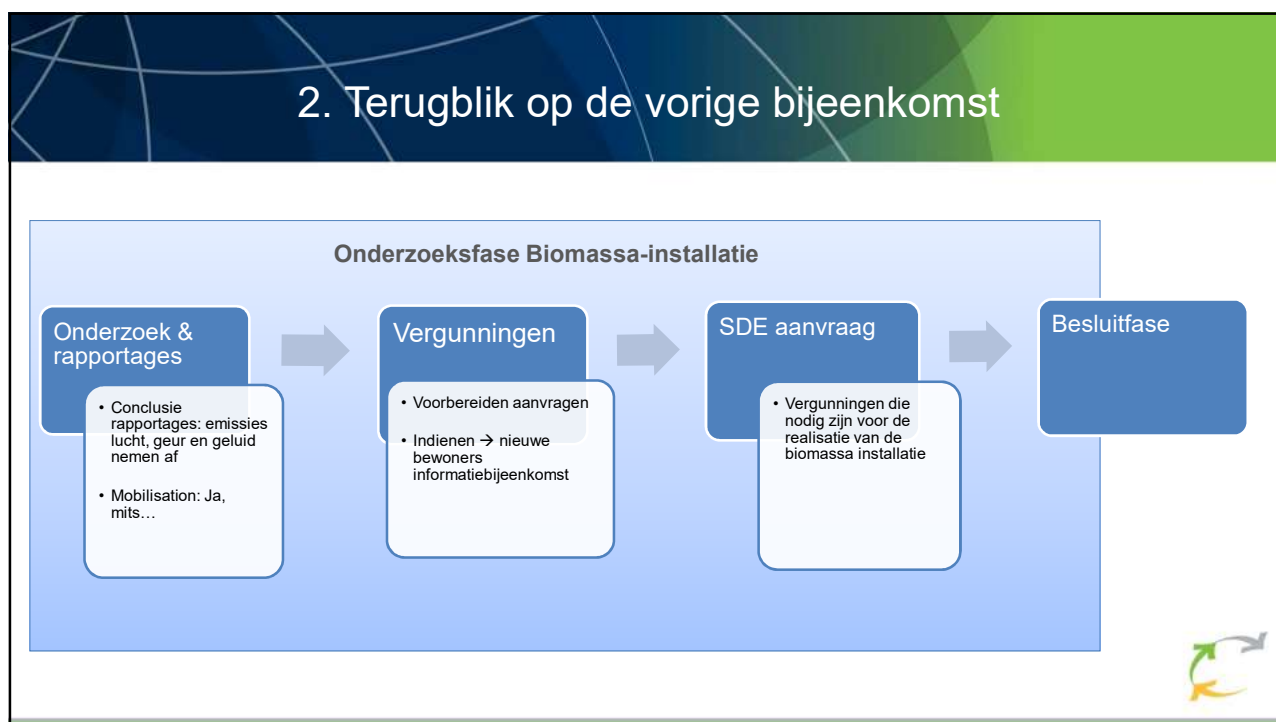 2. Terugblik op de vorige bijeenkomst
Onderzoeksfase Biomassa-installatie
Onderzoek &
rapportages
• Conclusie
rapportages: emissies
lucht, geur en geluid
nemen af
• Mobilisation: Ja,
mits…
Vergunningen
• Voorbereiden aanvragen
• Indienen → nieuwe
bewoners
informatiebijeenkomst
SDE aanvraag
• Vergunningen die
nodig zijn voor de
realisatie van de
biomassa installatie
Besluitfase